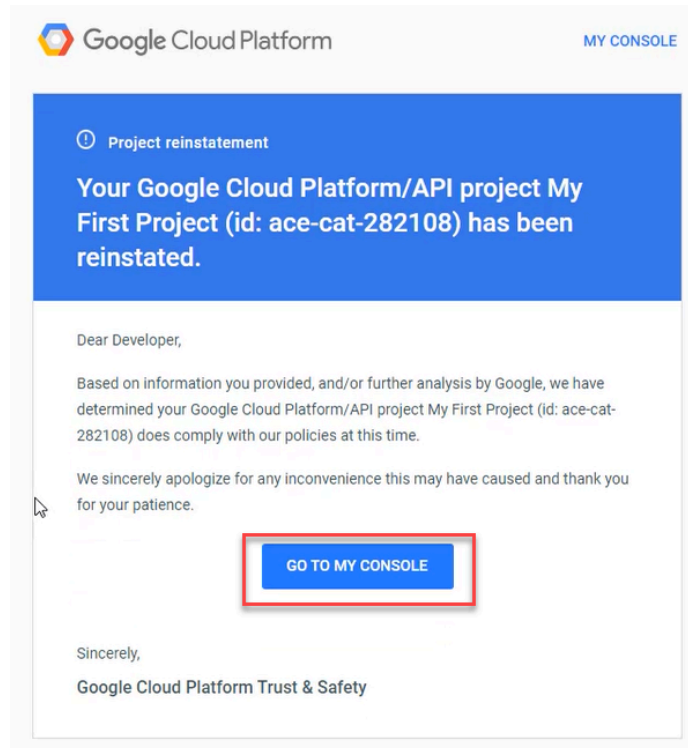 Google Cloud Platform
MY CONSOLE
Project reinstatement
Your Google Cloud Platform/API project My
First Project (id: ace-cat-282108) has been
reinstated.
Dear Developer,
Based on information you provided, and/or further analysis by Google, we have
determined your Google Cloud Platform/API project My First Project (id: ace-cat-
282108) does comply with our policies at this time.
We sincerely apologize for any inconvenience this may have caused and thank you
for your patience.
GO TO MY CONSOLE
Sincerely,
Google Cloud Platform Trust & Safety